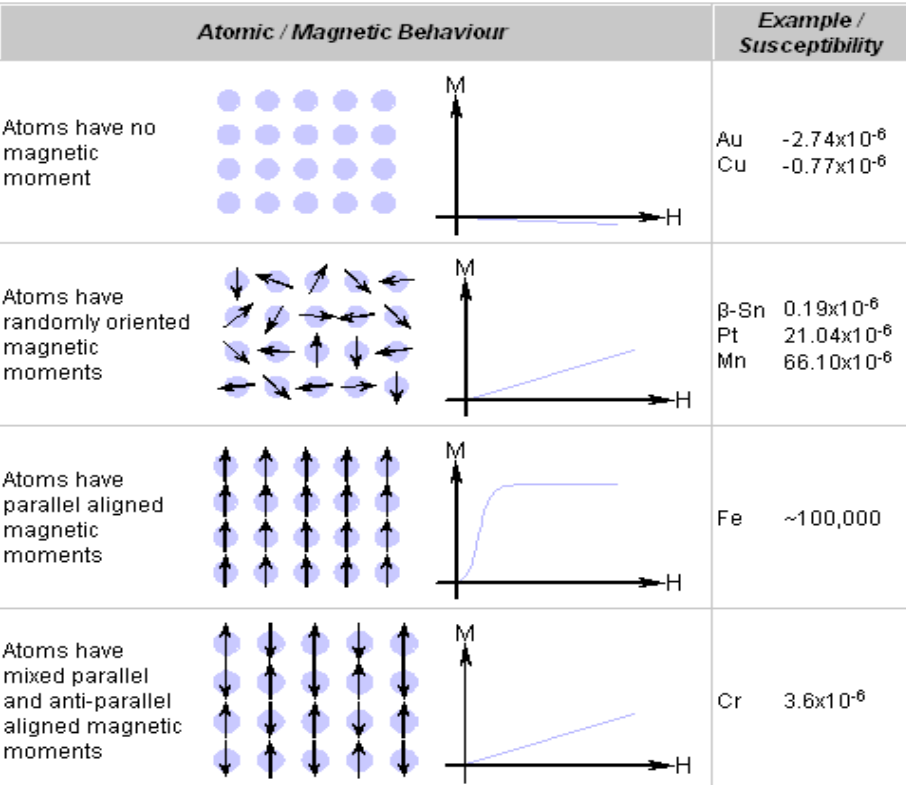 Atomic / Magnetic Behaviour
Example /
Susceptibility
Atoms have no
magnetic
moment
M
H
Au -2.74x10⁻⁶
Cu -0.77x10⁻⁶
Atoms have
randomly oriented
magnetic
moments
M
H
β-Sn 0.19x10⁻⁶
Pt 21.04x10⁻⁶
Mn 66.10x10⁻⁶
Atoms have
parallel aligned
magnetic
moments
M
H
Fe ~100,000
Atoms have
mixed parallel
and anti-parallel
aligned magnetic
moments
M
H
Cr 3.6x10⁻⁶